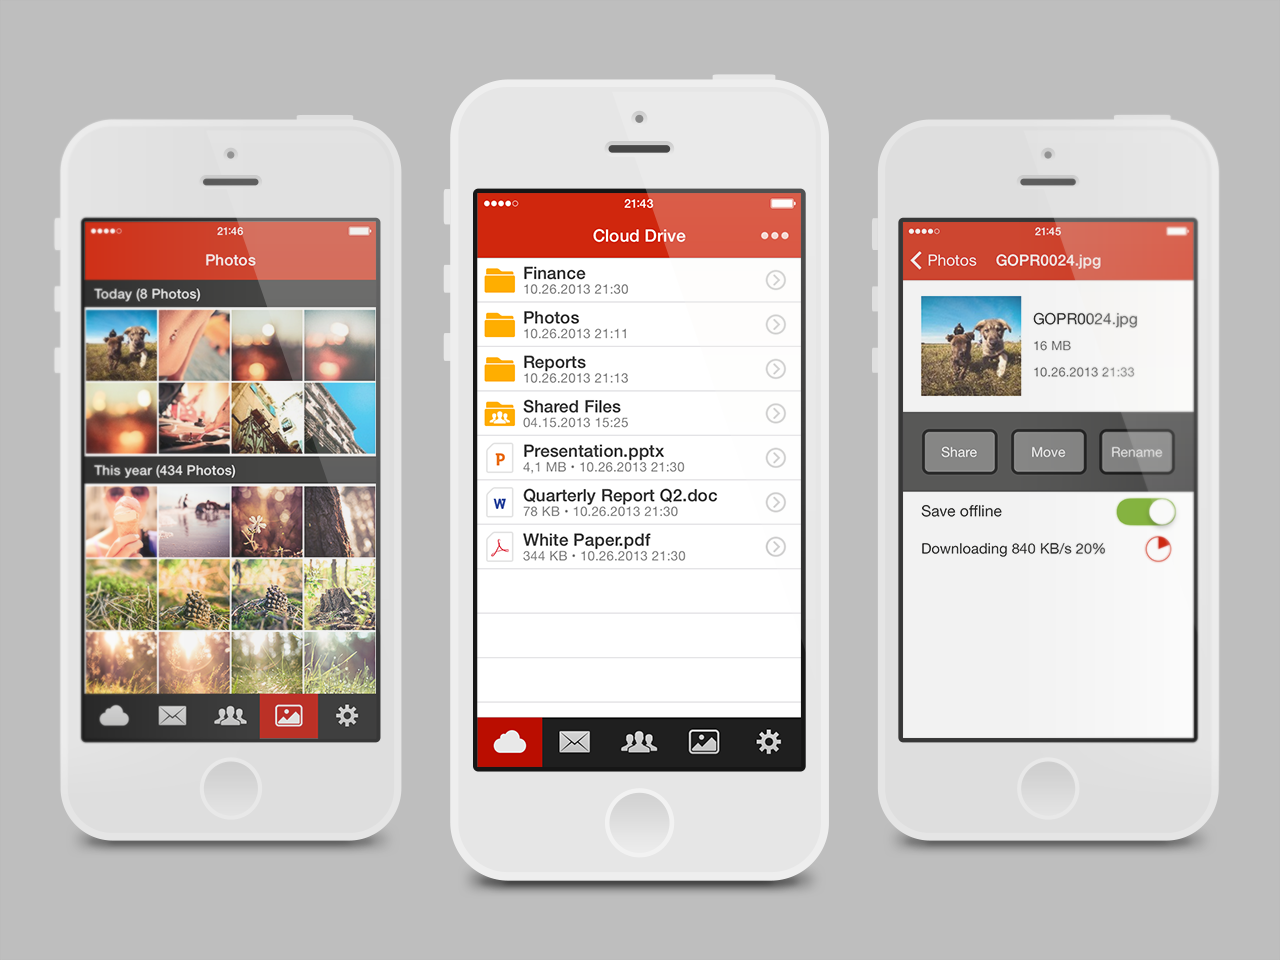 21:46
Photos
Today (8 Photos)
This year (434 Photos)
21:43
Cloud Drive
Finance
10.26.2013 21:30
Photos
10.26.2013 21:11
Reports
10.26.2013 21:13
Shared Files
04.15.2013 15:25
P
Presentation.pptx
4,1 MB • 10.26.2013 21:30
W
Quarterly Report Q2.doc
78 KB • 10.26.2013 21:30
White Paper.pdf
344 KB • 10.26.2013 21:30
21:45
Photos GOPR0024.jpg
GOPR0024.jpg
16 MB
10.26.2013 21:33
Share Move Rename
Save offline
Downloading 840 KB/s 20%